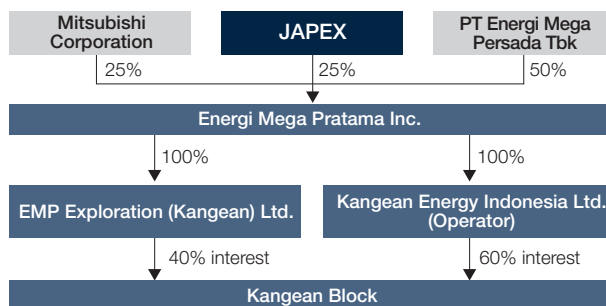 Mitsubishi
Corporation
JAPEX
PT Energi Mega
Persada Tbk
25%
25%
50%
Energi Mega Pratama Inc.
100%
100%
EMP Exploration (Kangean) Ltd.
Kangean Energy Indonesia Ltd.
(Operator)
40% interest
60% interest
Kangean Block